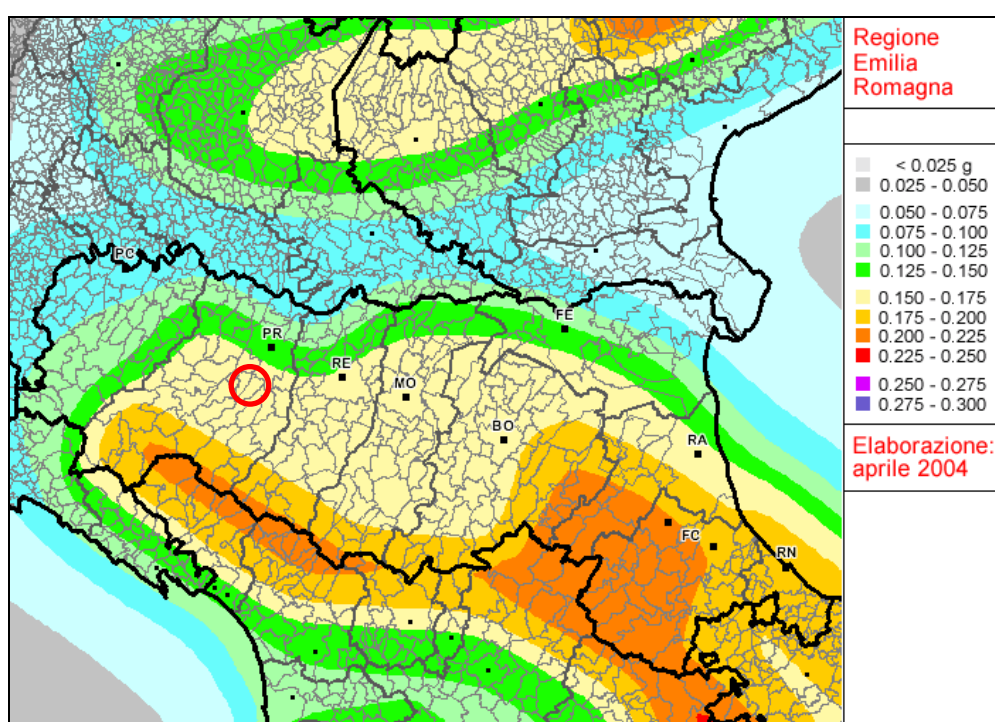 Regione
Emilia
Romagna
< 0.025 g
0.025 - 0.050
0.050 - 0.075
0.075 - 0.100
0.100 - 0.125
0.125 - 0.150
0.150 - 0.175
0.175 - 0.200
0.200 - 0.225
0.225 - 0.250
0.250 - 0.275
0.275 - 0.300
Elaborazione:
aprile 2004
PC
PR
RE
MO
FE
BO
RA
FC
RN